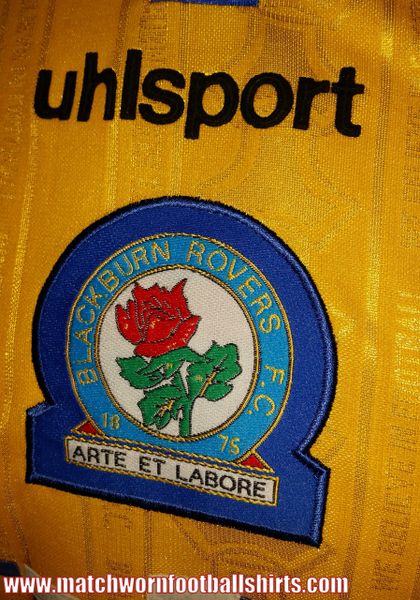 uhlsport
BLACKBURN ROVERS F.C.
18 75
ARTE ET LABORE
www.matchwornfootballshirts.com